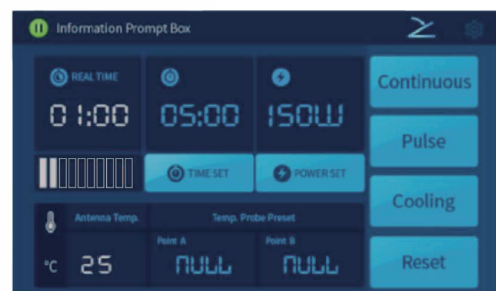 Information Prompt Box
REAL TIME
01:00
05:00
150W
TIME SET
POWER SET
Antenna Temp.
Temp. Probe Preset
°C
25
Point A
NULL
Point B
NULL
Continuous
Pulse
Cooling
Reset